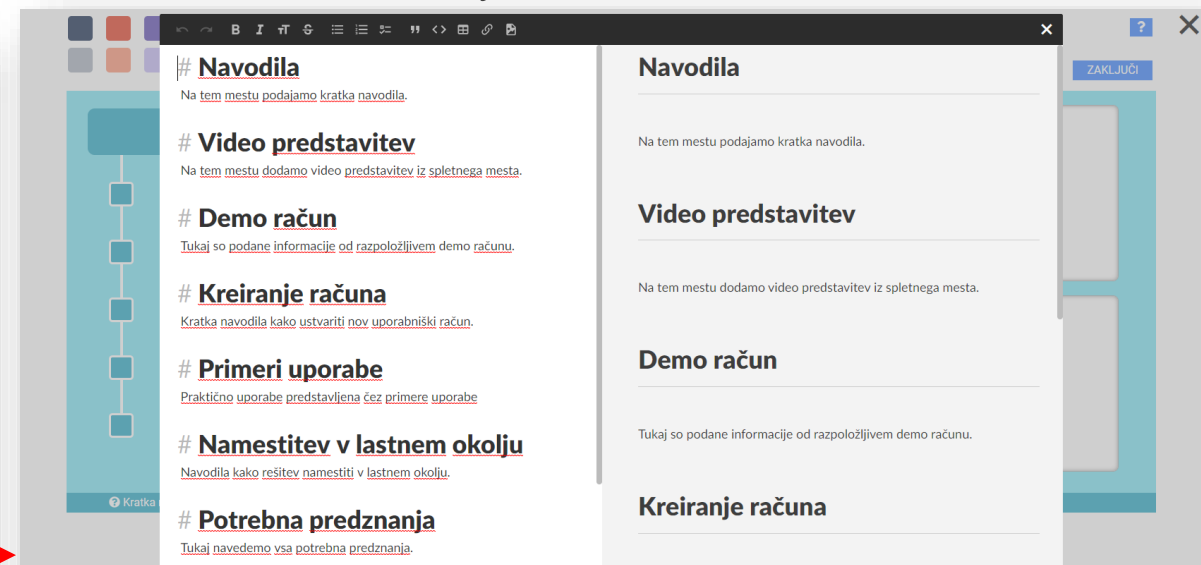 ?
ZAKLJUČI
# Navodila
Na tem mestu podajamo kratka navodila.
# Video predstavitev
Na tem mestu dodamo video predstavitev iz spletnega mesta.
# Demo račun
Tukaj so podane informacije od razpoložljivem demo računu.
# Kreiranje računa
Kratka navodila kako ustvariti nov uporabniški račun.
# Primeri uporabe
Praktično uporabe predstavljena čez primere uporabe
# Namestitev v lastnem okolju
Navodila kako rešitev namestiti v lastnem okolju.
# Potrebna predznanja
Tukaj navedemo vsa potrebna predznanja.
Navodila
Na tem mestu podajamo kratka navodila.
Video predstavitev
Na tem mestu dodamo video predstavitev iz spletnega mesta.
Demo račun
Tukaj so podane informacije od razpoložljivem demo računu.
Kreiranje računa
? Kratka